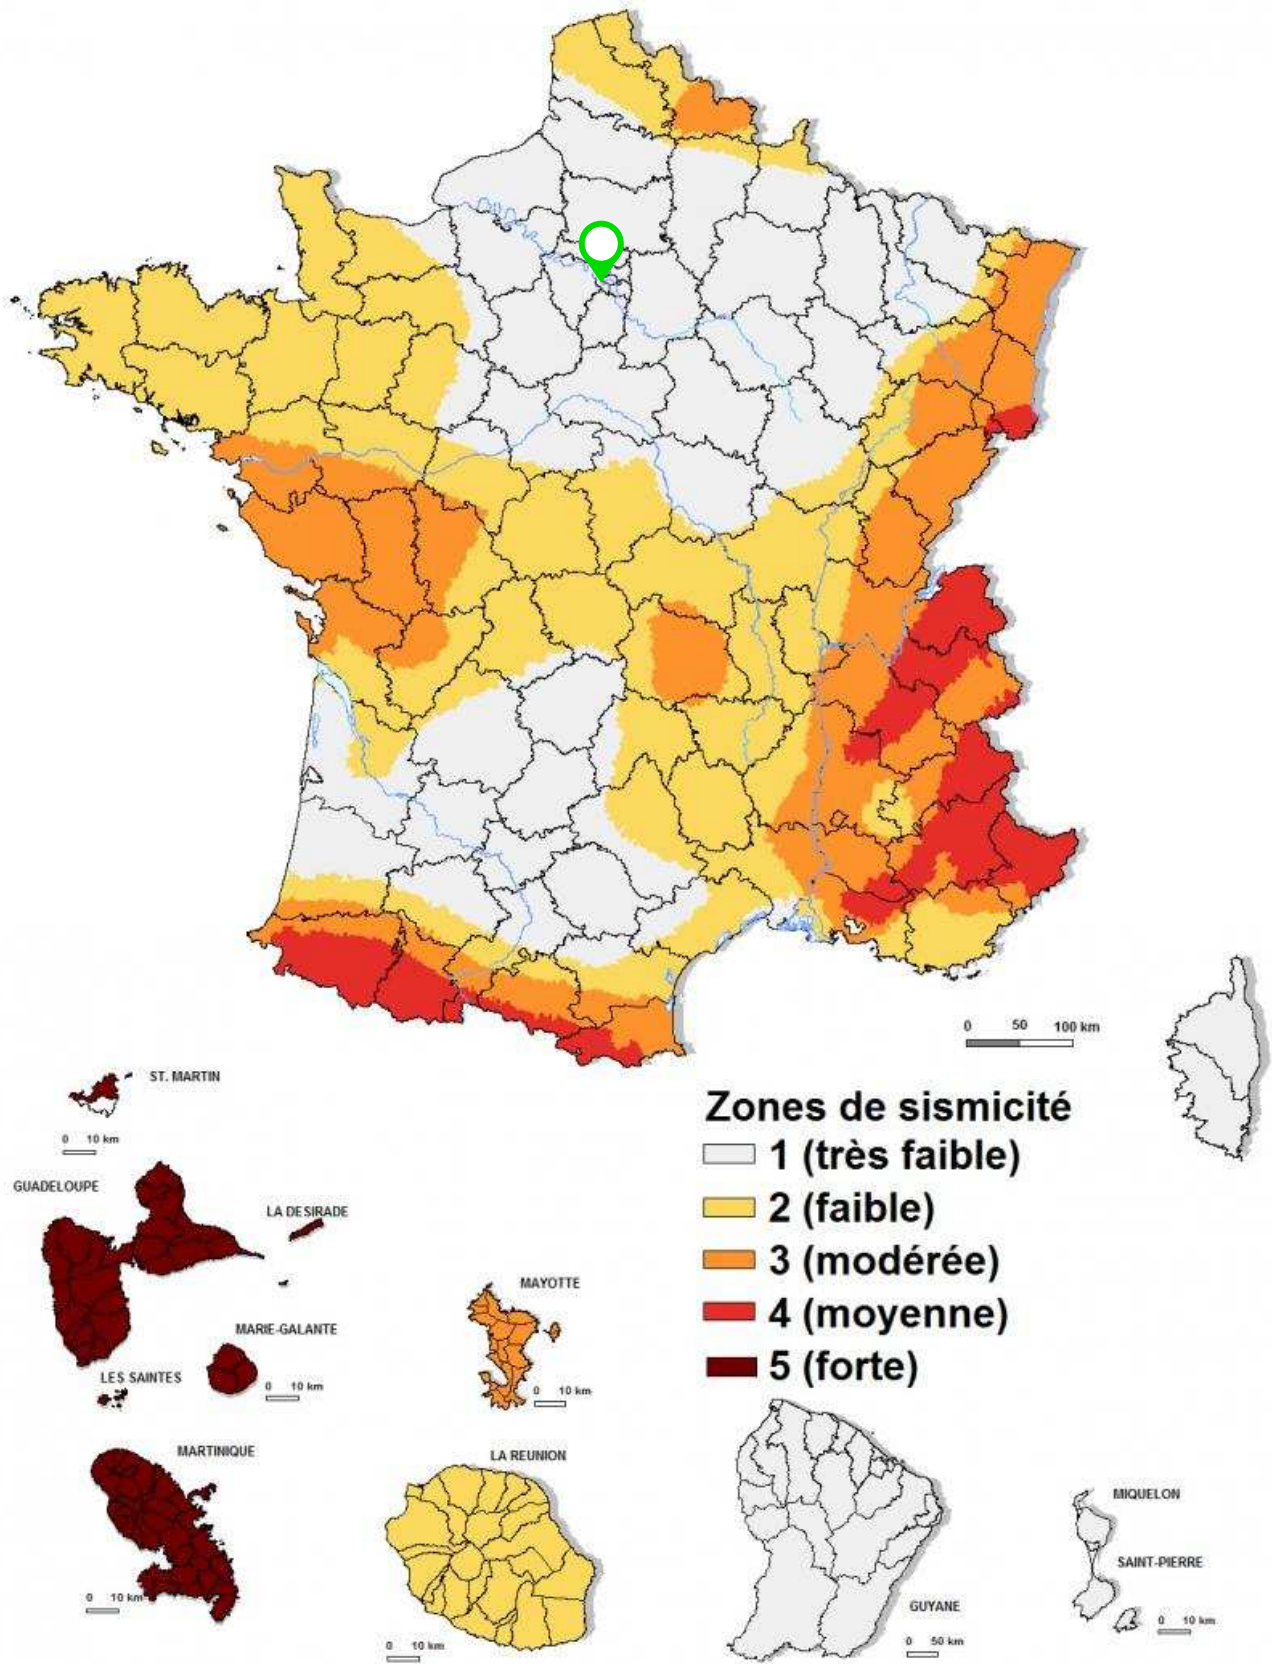 0 50 100 km
ST. MARTIN
0 10 km
Zones de sismicité
1 (très faible)
2 (faible)
3 (modérée)
4 (moyenne)
5 (forte)
GUADELOUPE
LA DESIRADE
MAYOTTE
0 10 km
MARIE-GALANTE
0 10 km
LES SAINTES
MARTINIQUE
0 10 km
LA REUNION
0 10 km
GUYANE
0 50 km
MIQUELON
SAINT-PIERRE
0 10 km